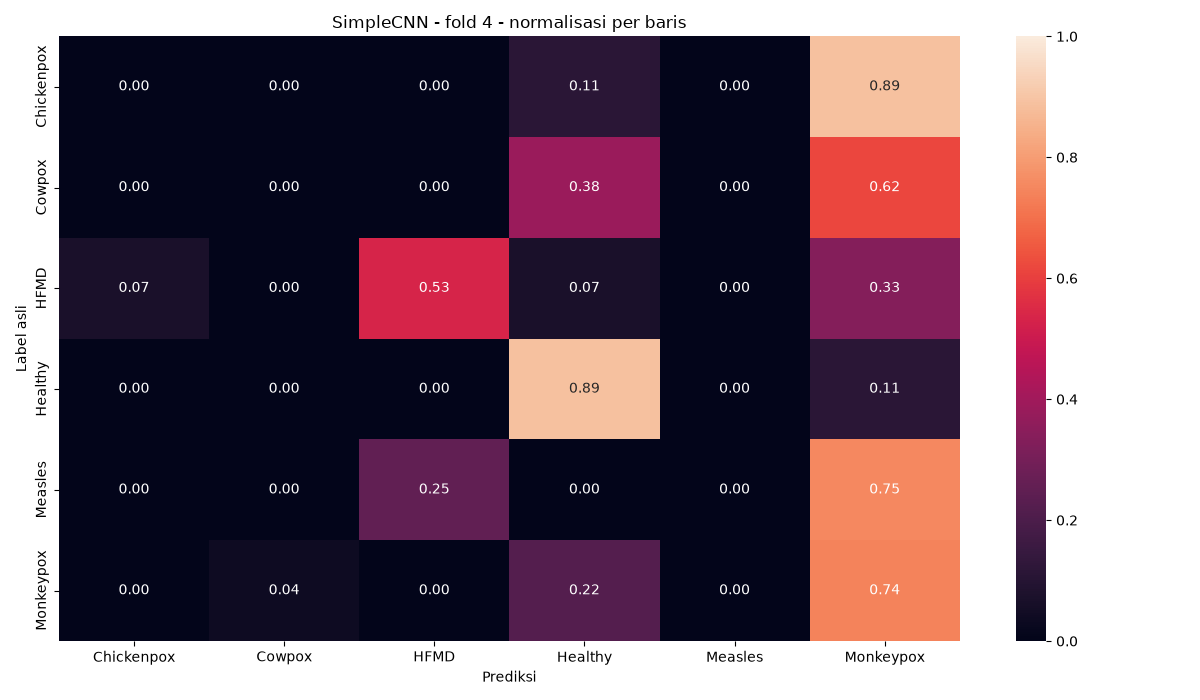 SimpleCNN - fold 4 - normalisasi per baris
Label asli
Chickenpox 0.00 0.00 0.00 0.11 0.00 0.89
Cowpox 0.00 0.00 0.00 0.38 0.00 0.62
HFMD 0.07 0.00 0.53 0.07 0.00 0.33
Healthy 0.00 0.00 0.00 0.89 0.00 0.11
Measles 0.00 0.00 0.25 0.00 0.00 0.75
Monkeypox 0.00 0.04 0.00 0.22 0.00 0.74
Chickenpox Cowpox HFMD Healthy Measles Monkeypox
Prediksi
1.0
0.8
0.6
0.4
0.2
0.0